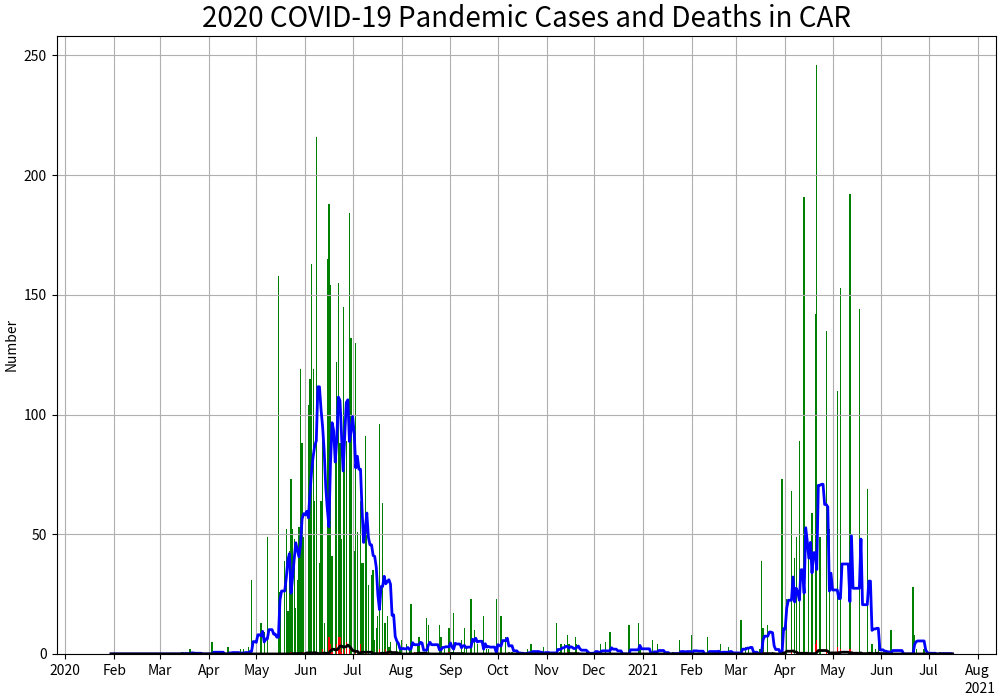 2020 COVID-19 Pandemic Cases and Deaths in CAR
250
200
150
100
50
0
Number
2020 Feb Mar Apr May Jun Jul Aug Sep Oct Nov Dec 2021 Feb Mar Apr May Jun Jul Aug
2021